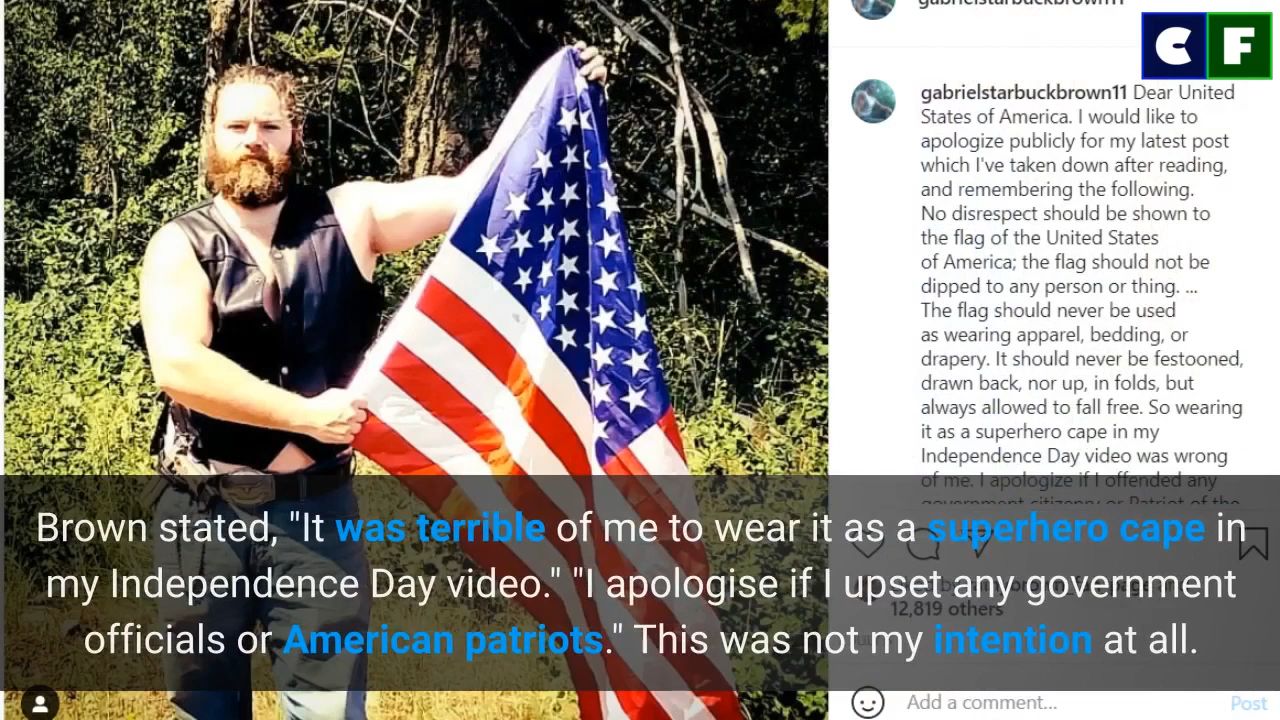 gabrielstarbuckbrown11
C F
gabrielstarbuckbrown11 Dear United
States of America. I would like to
apologize publicly for my latest post
which I've taken down after reading,
and remembering the following.
No disrespect should be shown to
the flag of the United States
of America; the flag should not be
dipped to any person or thing. ...
The flag should never be used
as wearing apparel, bedding, or
drapery. It should never be festooned,
drawn back, nor up, in folds, but
always allowed to fall free. So wearing
it as a superhero cape in my
Independence Day video was wrong
of me. I apologize if I offended any
government citizenry or Patriot of the
Brown stated, "It was terrible of me to wear it as a superhero cape in
my Independence Day video." "I apologise if I upset any government
officials or American patriots." This was not my intention at all.
12,819 others
Add a comment...
Post